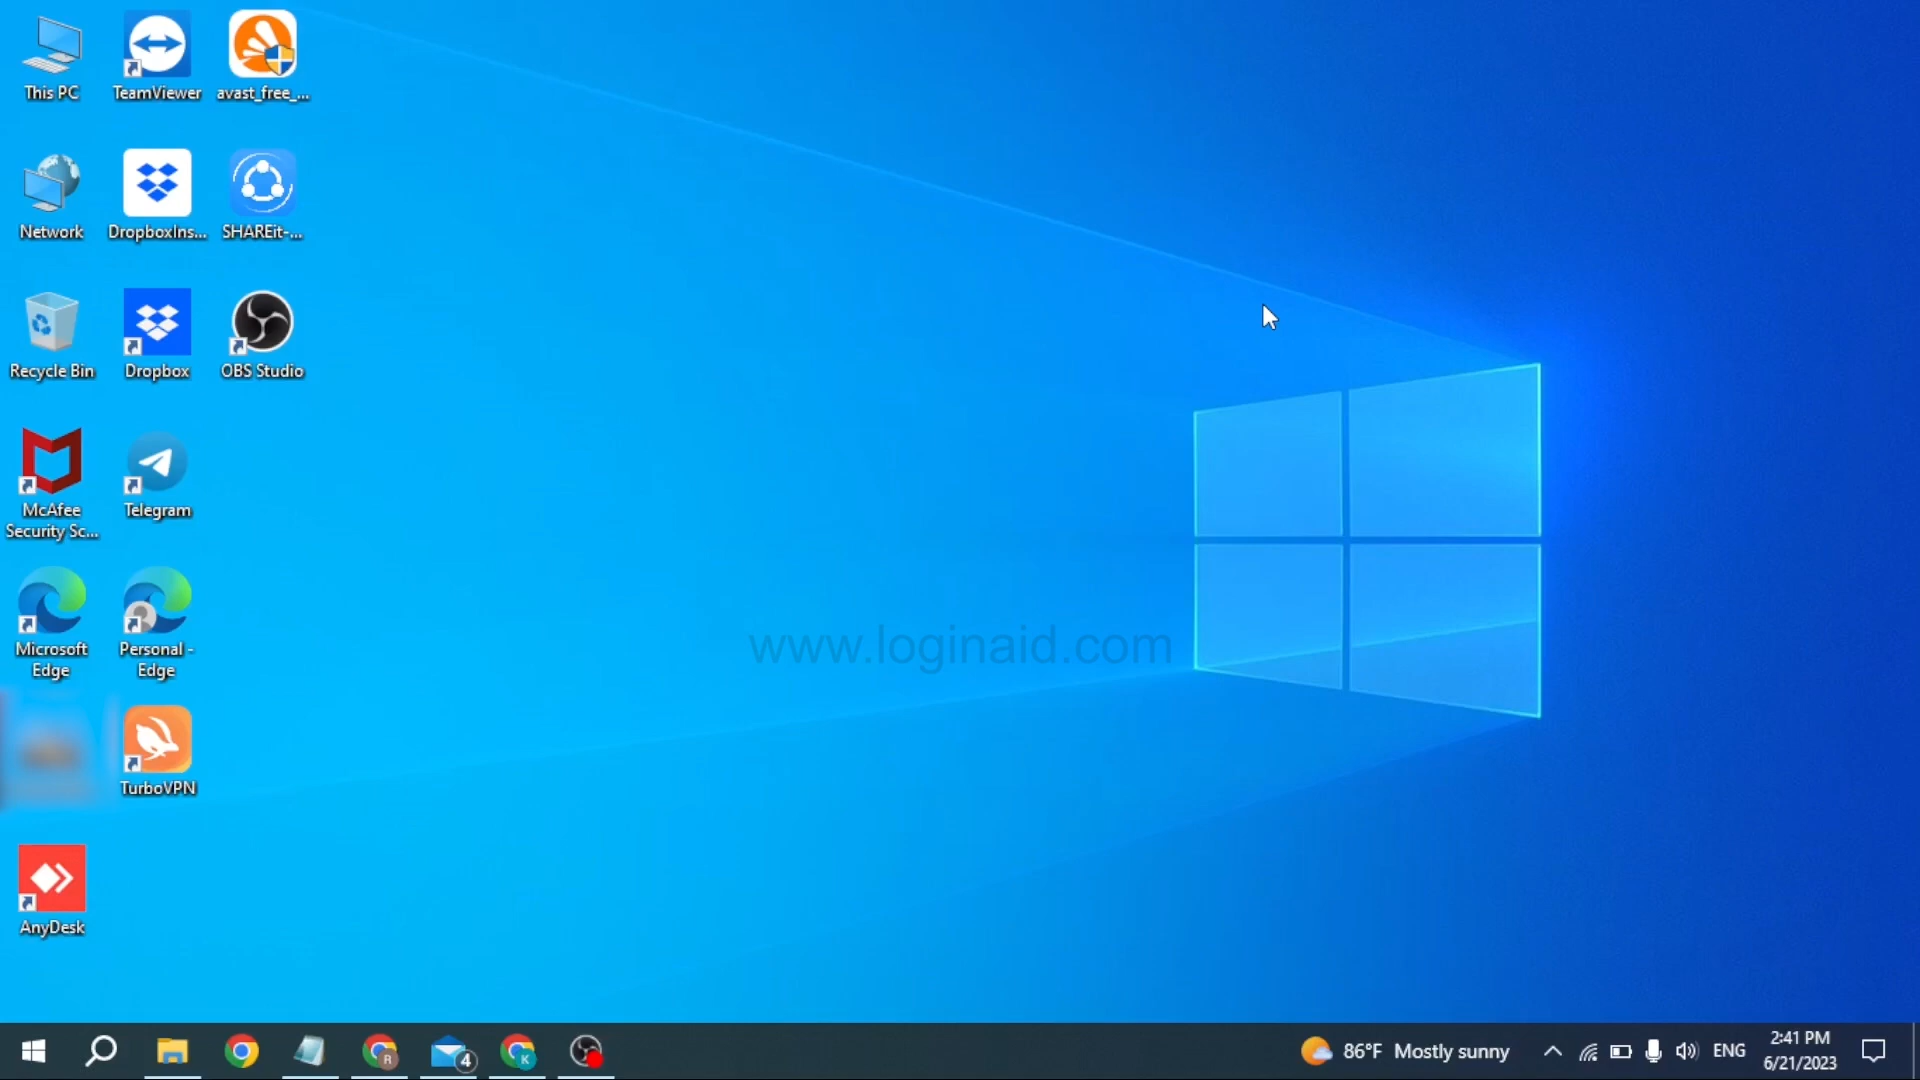 This PC
TeamViewer
avast_free_...
Network
DropboxIns...
SHAREit-...
Recycle Bin
Dropbox
OBS Studio
McAfee
Security Sc...
Telegram
Microsoft
Edge
Personal -
Edge
www.loginaid.com
TurboVPN
AnyDesk
R
4
K
86°F Mostly sunny
ENG
2:41 PM
6/21/2023